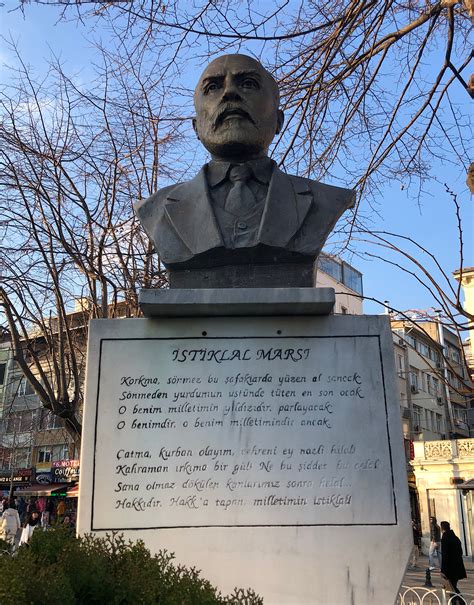 İSTİKLAL MARŞI
Korkma, sönmez bu şafaklarda yüzen al sancak
Sönmeden yurdumun üstünde tüten en son ocak
O benim milletimin yıldızıdır, parlayacak
O benimdir, o benim milletimdir ancak
Çatma, kurban olayım, çehreni ey nazlı hilal!
Kahraman ırkıma bir gül! Ne bu şiddet bu celal
Sana olmaz dökülen kanlarımız sonra helal...
Hakkıdır, Hakk'a tapan, milletimin istiklal!